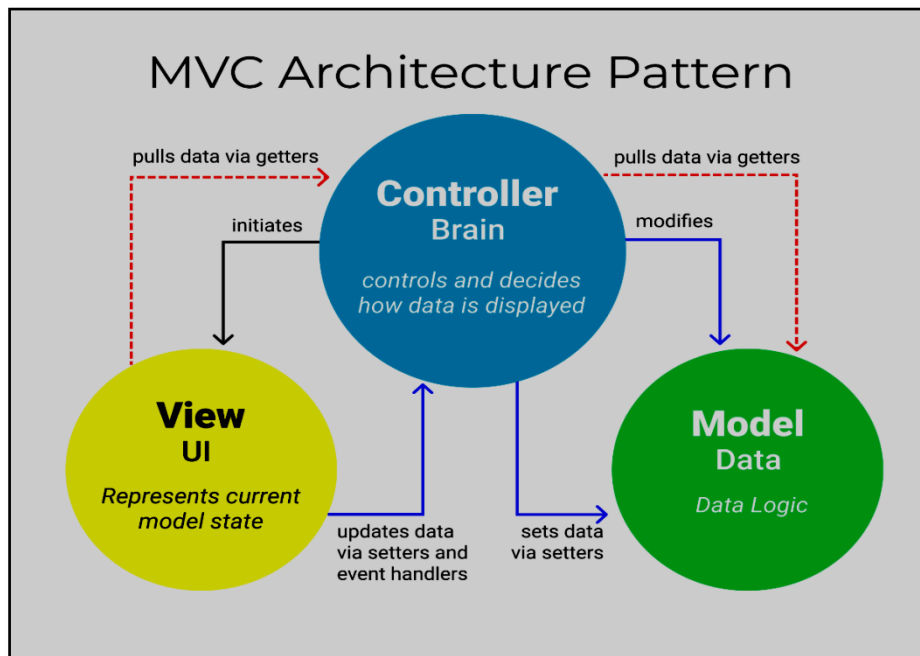 MVC Architecture Pattern
pulls data via getters
pulls data via getters
Controller
Brain
controls and decides
how data is displayed
initiates
modifies
View
UI
Represents current
model state
Model
Data
Data Logic
updates data
via setters and
event handlers
sets data
via setters